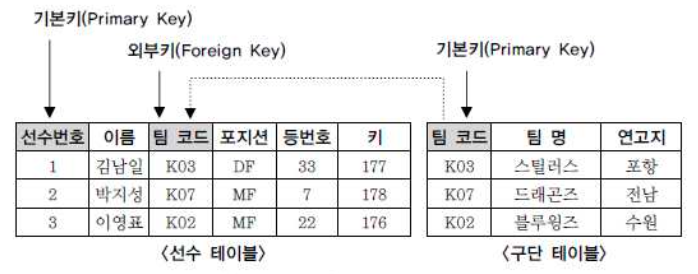 기본키(Primary Key)
외부키(Foreign Key) 기본키(Primary Key)
선수번호 이름 팀 코드 포지션 등번호 키 팀 코드 팀 명 연고지
1 김남일 K03 DF 33 177 K03 스틸러스 포항
2 박지성 K07 MF 7 178 K07 드래곤즈 전남
3 이영표 K02 MF 22 176 K02 블루윙즈 수원
〈선수 테이블〉 〈구단 테이블〉